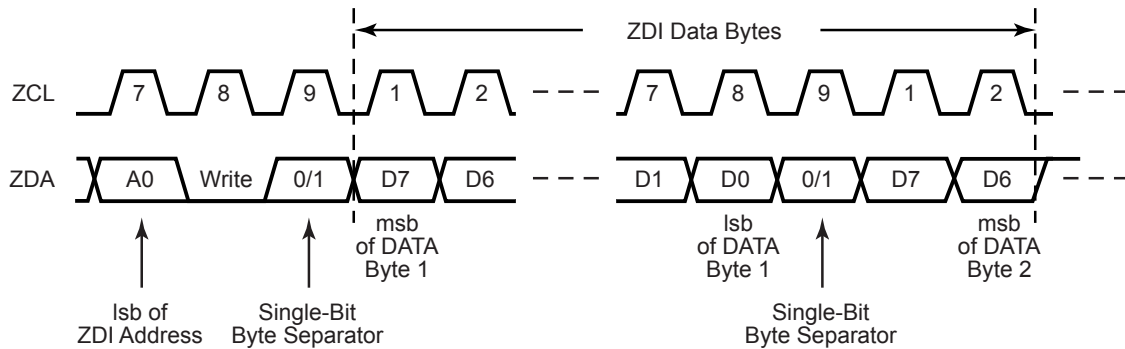 ZDI Data Bytes
ZCL 7 8 9 1 2 7 8 9 1 2
ZDA A0 Write 0/1 D7 D6 D1 D0 0/1 D7 D6
msb
of DATA
Byte 1
lsb
of DATA
Byte 1
msb
of DATA
Byte 2
lsb of
ZDI Address
Single-Bit
Byte Separator
Single-Bit
Byte Separator